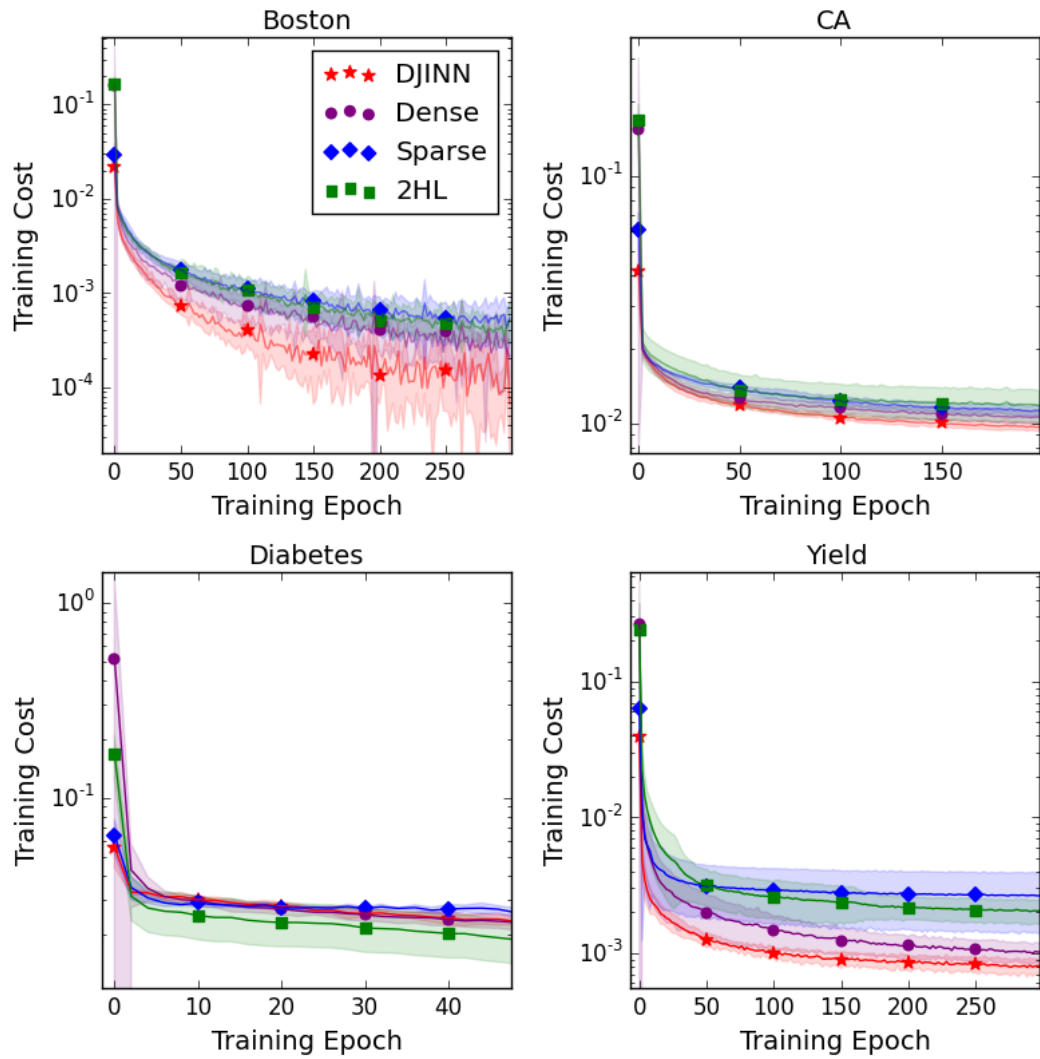 Boston
Training Cost
10⁻¹
10⁻²
10⁻³
10⁻⁴
DJINN
Dense
Sparse
2HL
0 50 100 150 200 250
Training Epoch
CA
Training Cost
10⁻¹
10⁻²
0 50 100 150
Training Epoch
Diabetes
Training Cost
10⁰
10⁻¹
0 10 20 30 40
Training Epoch
Yield
Training Cost
10⁻¹
10⁻²
10⁻³
0 50 100 150 200 250
Training Epoch